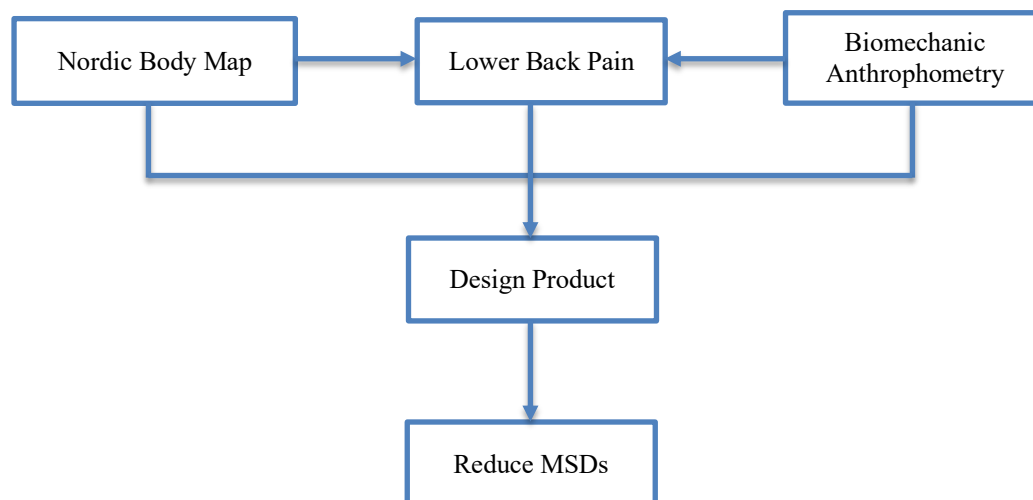 Nordic Body Map
Lower Back Pain
Biomechanic
Anthrophometry
Design Product
Reduce MSDs